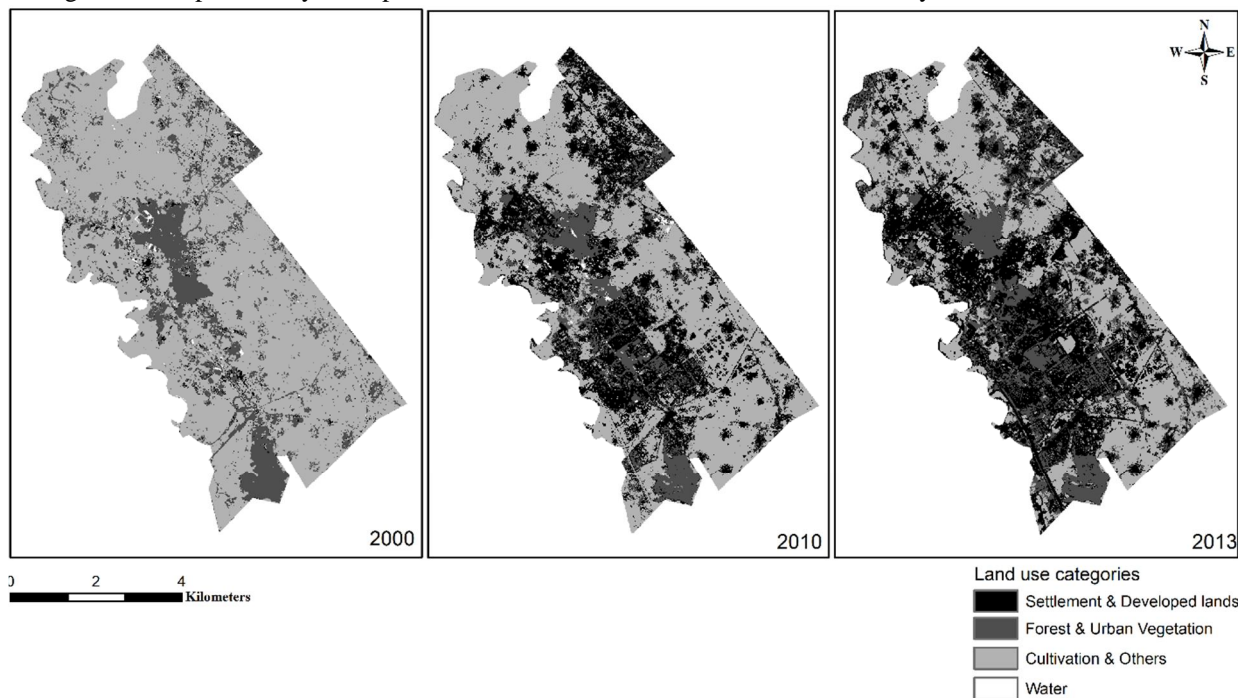 N
W E
S
2000
2010
2013
0 2 4
Kilometers
Land use categories
Settlement & Developed lands
Forest & Urban Vegetation
Cultivation & Others
Water